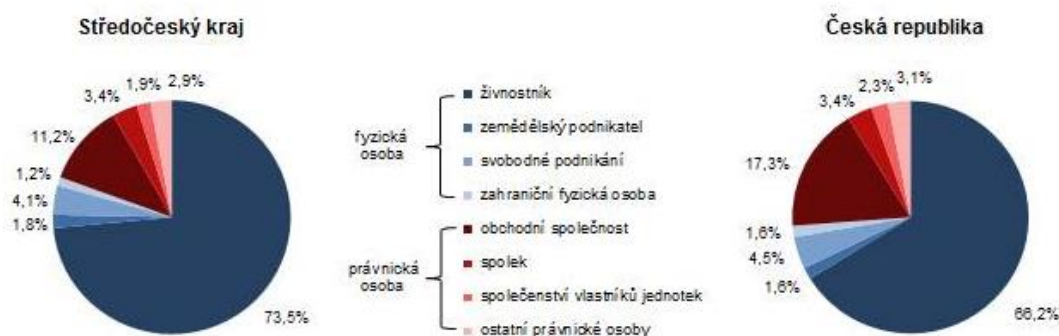 Středočeský kraj
2,9%
1,9%
3,4%
11,2%
1,2%
4,1%
1,8%
73,5%
fyzická
osoba
živnostník
zemědělský podnikatel
svobodné podnikání
zahraniční fyzická osoba
právnická
osoba
obchodní společnost
spolek
společenství vlastníků jednotek
ostatní právnické osoby
Česká republika
3,1%
2,3%
3,4%
17,3%
1,6%
4,5%
1,6%
66,2%